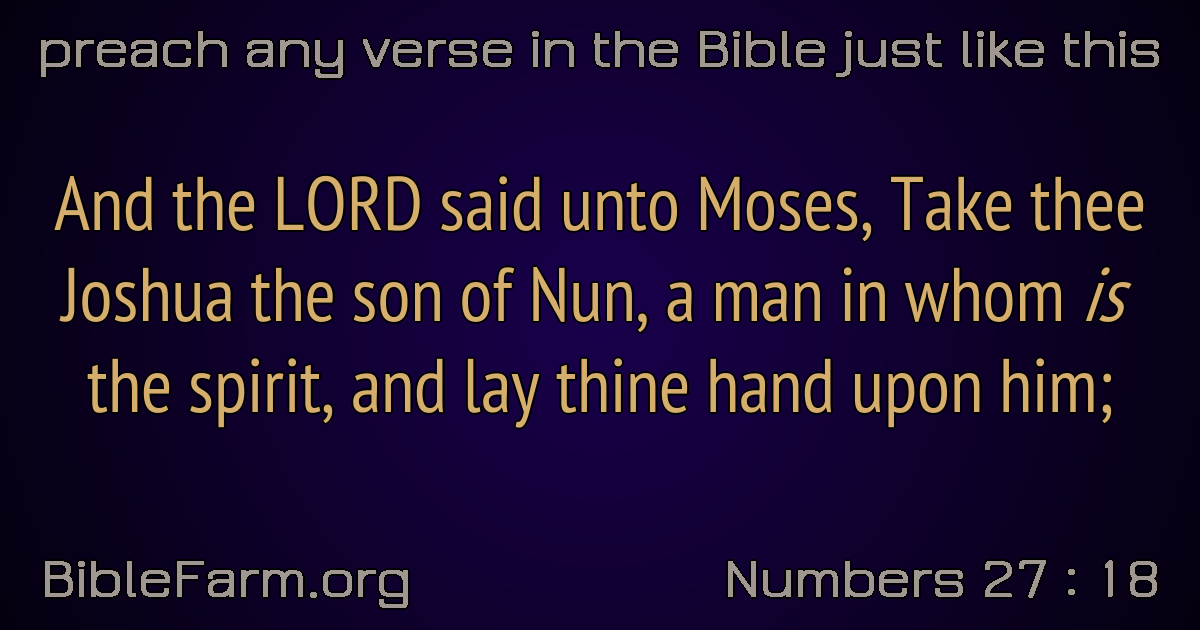 preach any verse in the Bible just like this
And the LORD said unto Moses, Take thee
Joshua the son of Nun, a man in whom is
the spirit, and lay thine hand upon him;
BibleFarm.org
Numbers 27 : 18